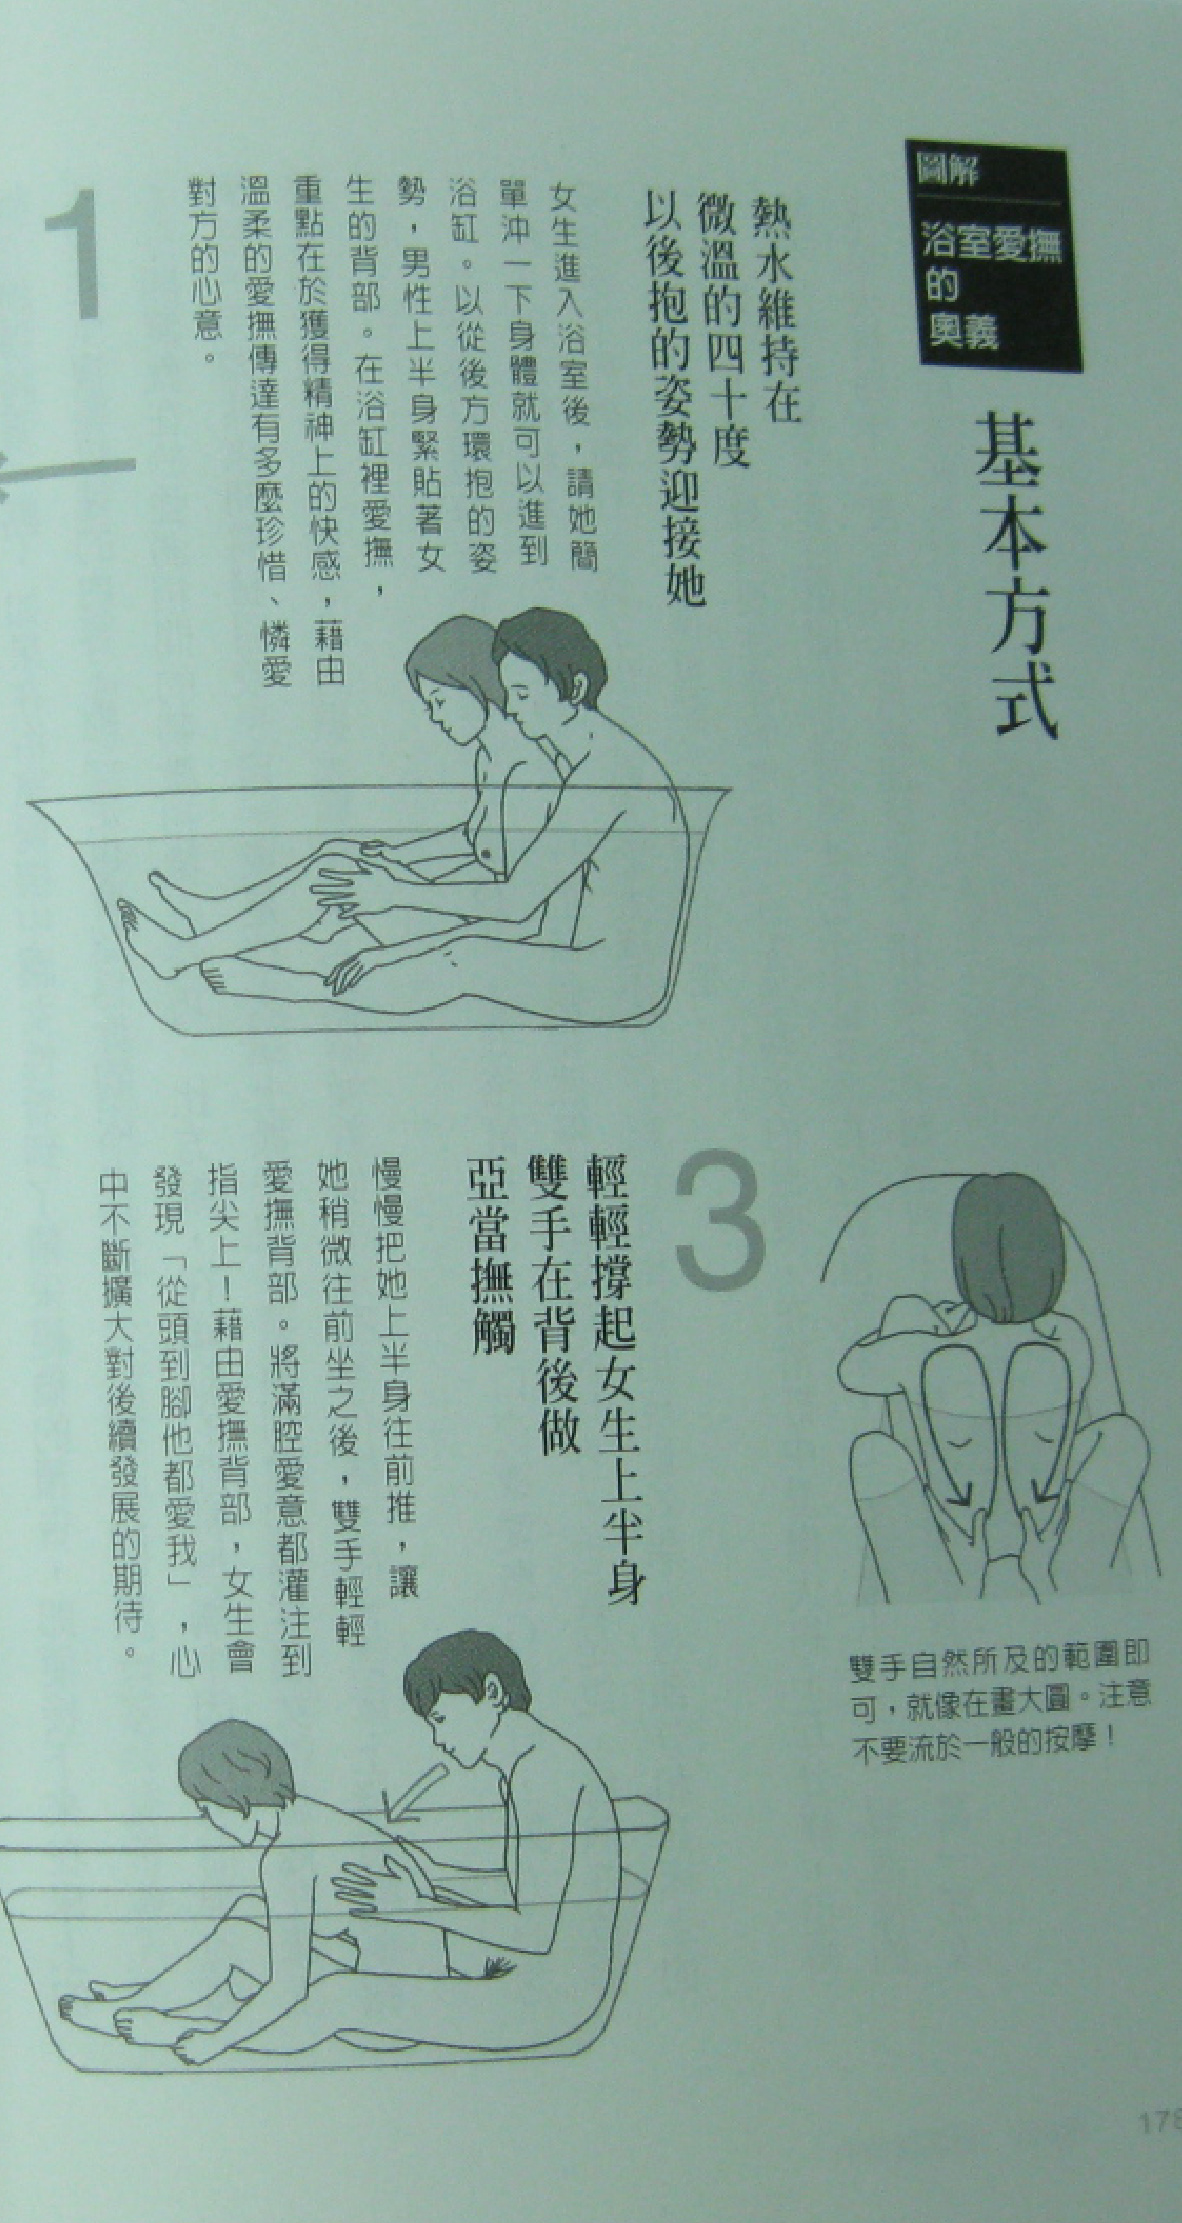 圖解
浴室愛撫
的
奧義
基本方式
熱水維持在
微溫的四十度
以後抱的姿勢迎接她
女生進入浴室後，請她簡
單沖一下身體就可以進到
浴缸。以從後方環抱的姿
勢，男性上半身緊貼著女
生的背部。在浴缸裡愛撫，
重點在於獲得精神上的快感，藉由
溫柔的愛撫傳達有多麼珍惜、憐愛
對方的心意。
1
雙手自然所及的範圍即
可，就像在畫大圓。注意
不要流於一般的按摩！
3
輕輕撐起女生上半身
雙手在背後做
亞當撫觸
慢慢把她上半身往前推，讓
她稍微往前坐之後，雙手輕輕
愛撫背部。將滿腔愛意都灌注到
指尖上！藉由愛撫背部，女生會
發現「從頭到腳他都愛我」，心
中不斷擴大對後續發展的期待。
178